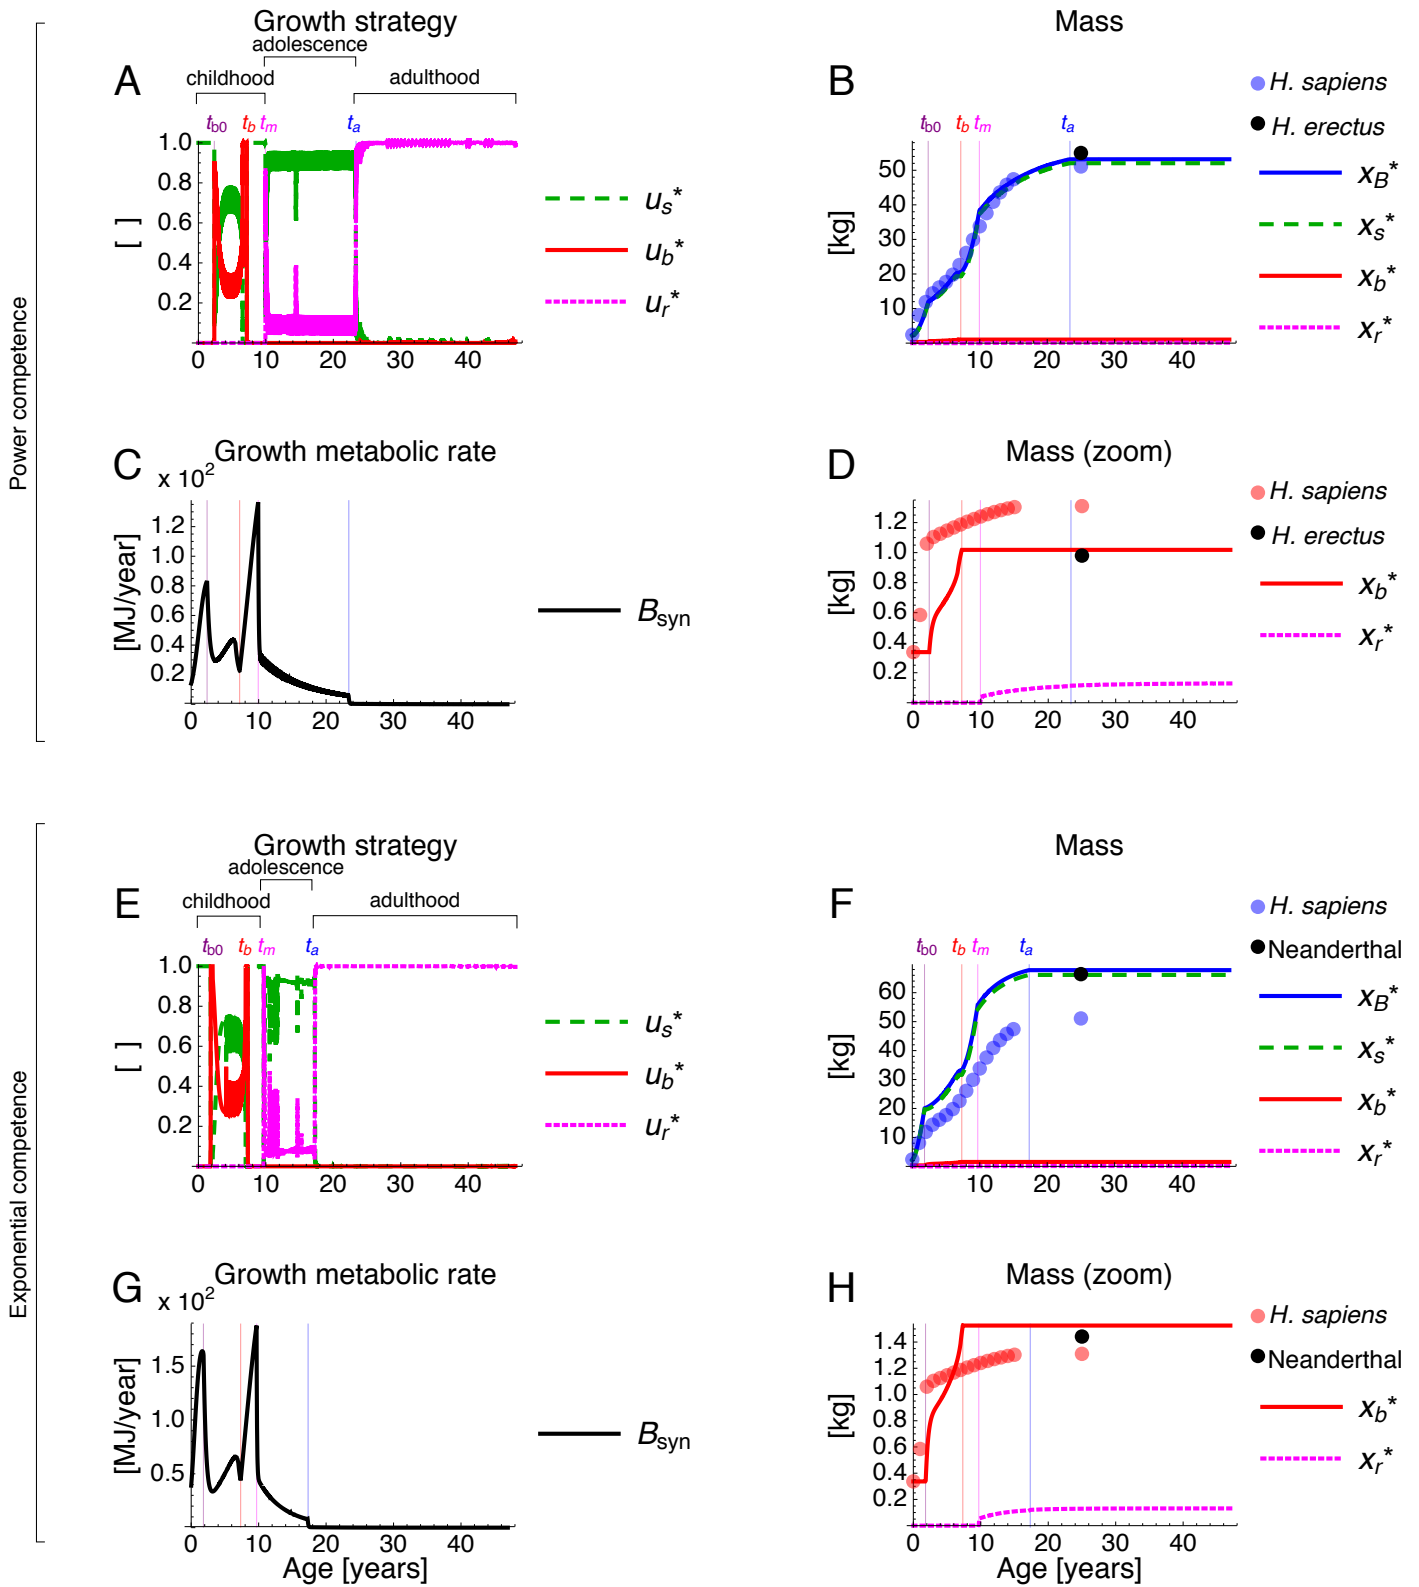 Power competence
Growth strategy
adolescence
childhood
adulthood
A
t_b0 t_b t_m t_a
1.0
0.8
0.6
0.4
0.2
[ ]
0 10 20 30 40
u_s*
u_b*
u_r*
Mass
B
t_b0 t_b t_m t_a
50
40
30
20
10
[kg]
0 10 20 30 40
H. sapiens
H. erectus
x_B*
x_s*
x_b*
x_r*
Growth metabolic rate
C
x 10^2
1.2
1.0
0.8
0.6
0.4
0.2
[MJ/year]
0 10 20 30 40
B_syn
Mass (zoom)
D
1.2
1.0
0.8
0.6
0.4
0.2
[kg]
0 10 20 30 40
H. sapiens
H. erectus
x_b*
x_r*
Exponential competence
Growth strategy
adolescence
childhood
adulthood
E
t_b0 t_b t_m t_a
1.0
0.8
0.6
0.4
0.2
[ ]
0 10 20 30 40
u_s*
u_b*
u_r*
Mass
F
t_b0 t_b t_m t_a
60
50
40
30
20
10
[kg]
0 10 20 30 40
H. sapiens
Neanderthal
x_B*
x_s*
x_b*
x_r*
Growth metabolic rate
G
x 10^2
1.5
1.0
0.5
[MJ/year]
0 10 20 30 40
Age [years]
B_syn
Mass (zoom)
H
1.4
1.2
1.0
0.8
0.6
0.4
0.2
[kg]
0 10 20 30 40
Age [years]
H. sapiens
Neanderthal
x_b*
x_r*